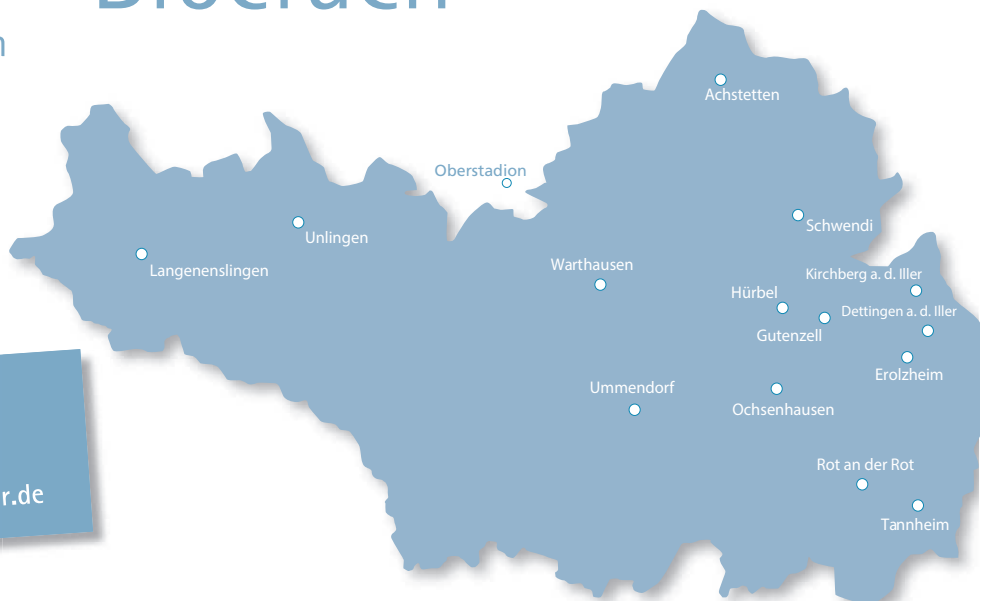 Biberach
Achstetten
Oberstadion
Schwendi
Unlingen
Langenenslingen
Warthausen
Kirchberg a. d. Iller
Hürbel
Dettingen a. d. Iller
Gutenzell
Erolzheim
Ummendorf
Ochsenhausen
Rot an der Rot
r.de
Tannheim